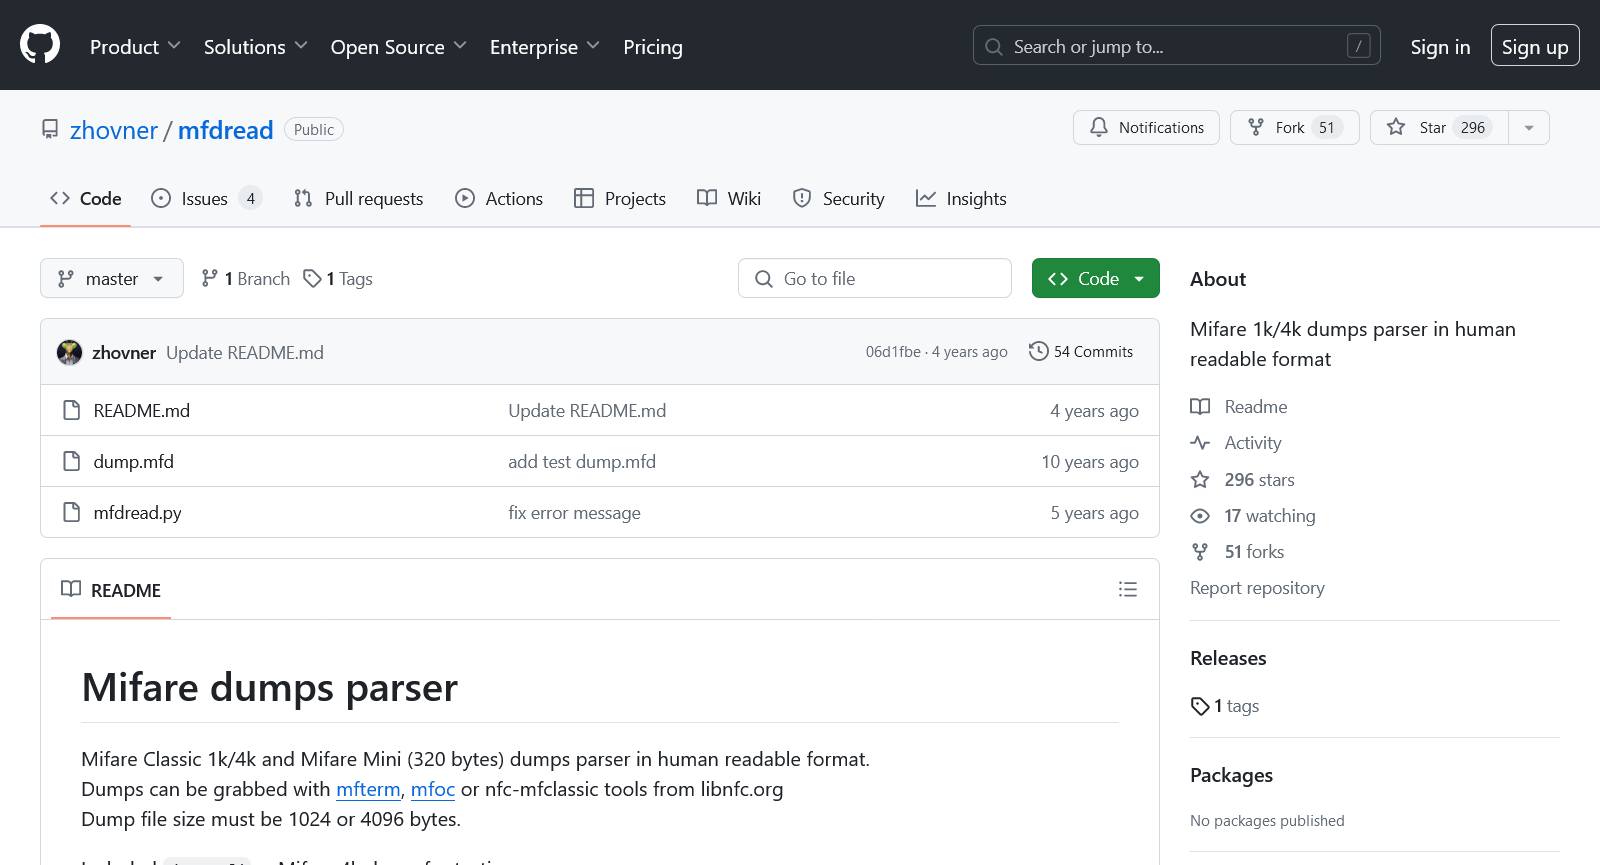 Product Solutions Open Source Enterprise Pricing Search or jump to... / Sign in Sign up
zhovner / mfdread Public Notifications Fork 51 Star 296
Code Issues 4 Pull requests Actions Projects Wiki Security Insights
master 1 Branch 1 Tags Go to file Code
zhovner Update README.md 06d1fbe · 4 years ago 54 Commits
README.md Update README.md 4 years ago
dump.mfd add test dump.mfd 10 years ago
mfdread.py fix error message 5 years ago
README
Mifare dumps parser
Mifare Classic 1k/4k and Mifare Mini (320 bytes) dumps parser in human readable format.
Dumps can be grabbed with mfterm, mfoc or nfc-mfclassic tools from libnfc.org
Dump file size must be 1024 or 4096 bytes.
About
Mifare 1k/4k dumps parser in human
readable format
Readme
Activity
296 stars
17 watching
51 forks
Report repository
Releases
1 tags
Packages
No packages published